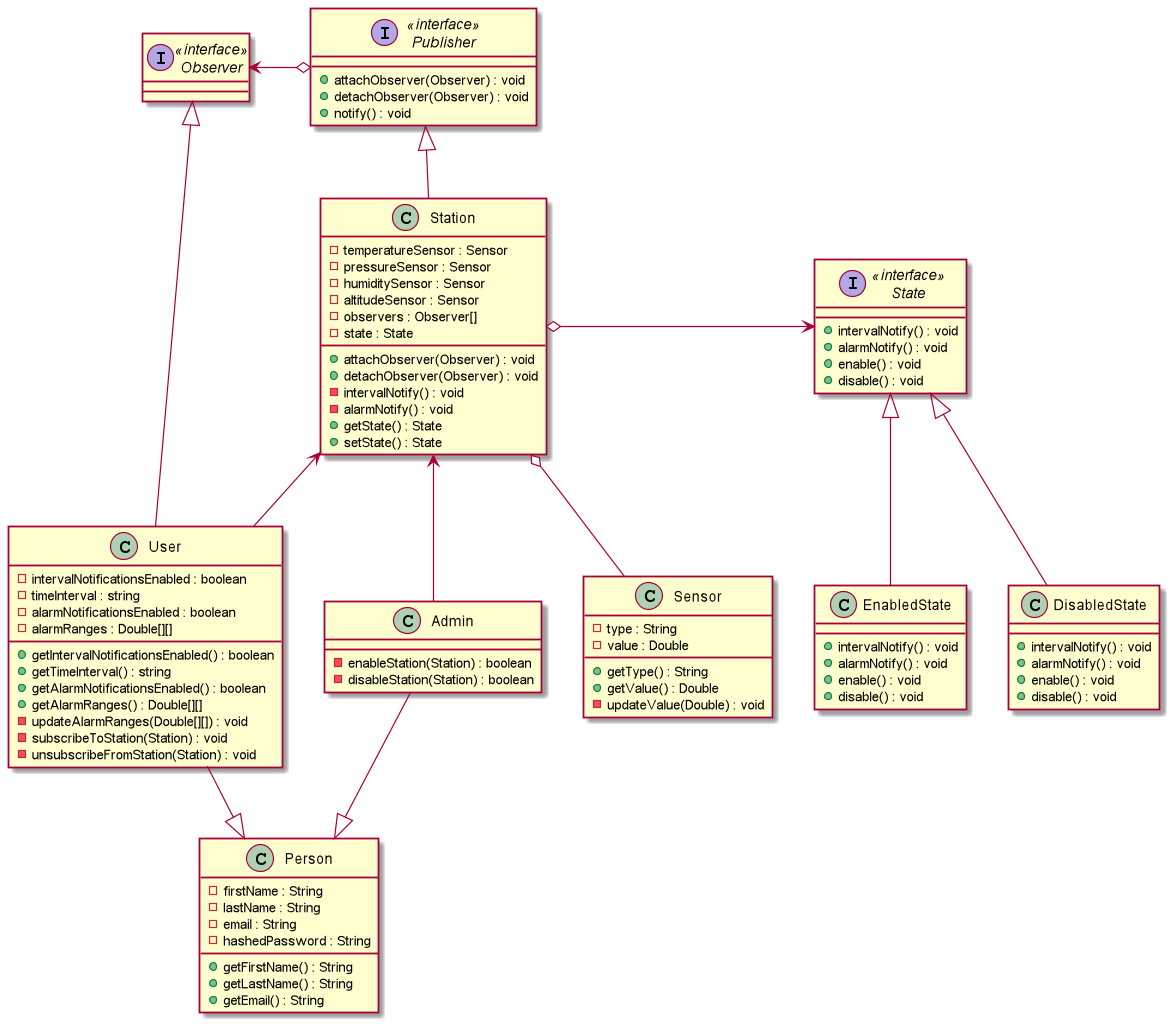 I
«interface»
Observer
I
«interface»
Publisher
attachObserver(Observer) : void
detachObserver(Observer) : void
notify() : void
C
Station
temperatureSensor : Sensor
pressureSensor : Sensor
humiditySensor : Sensor
altitudeSensor : Sensor
observers : Observer[]
state : State
attachObserver(Observer) : void
detachObserver(Observer) : void
intervalNotify() : void
alarmNotify() : void
getState() : State
setState() : State
I
«interface»
State
intervalNotify() : void
alarmNotify() : void
enable() : void
disable() : void
C
User
intervalNotificationsEnabled : boolean
timeInterval : string
alarmNotificationsEnabled : boolean
alarmRanges : Double[][]
getIntervalNotificationsEnabled() : boolean
getTimeInterval() : string
getAlarmNotificationsEnabled() : boolean
getAlarmRanges() : Double[][]
updateAlarmRanges(Double[][]) : void
subscribeToStation(Station) : void
unsubscribeFromStation(Station) : void
C
Admin
enableStation(Station) : boolean
disableStation(Station) : boolean
C
Sensor
type : String
value : Double
getType() : String
getValue() : Double
updateValue(Double) : void
C
EnabledState
intervalNotify() : void
alarmNotify() : void
enable() : void
disable() : void
C
DisabledState
intervalNotify() : void
alarmNotify() : void
enable() : void
disable() : void
C
Person
firstName : String
lastName : String
email : String
hashedPassword : String
getFirstName() : String
getLastName() : String
getEmail() : String